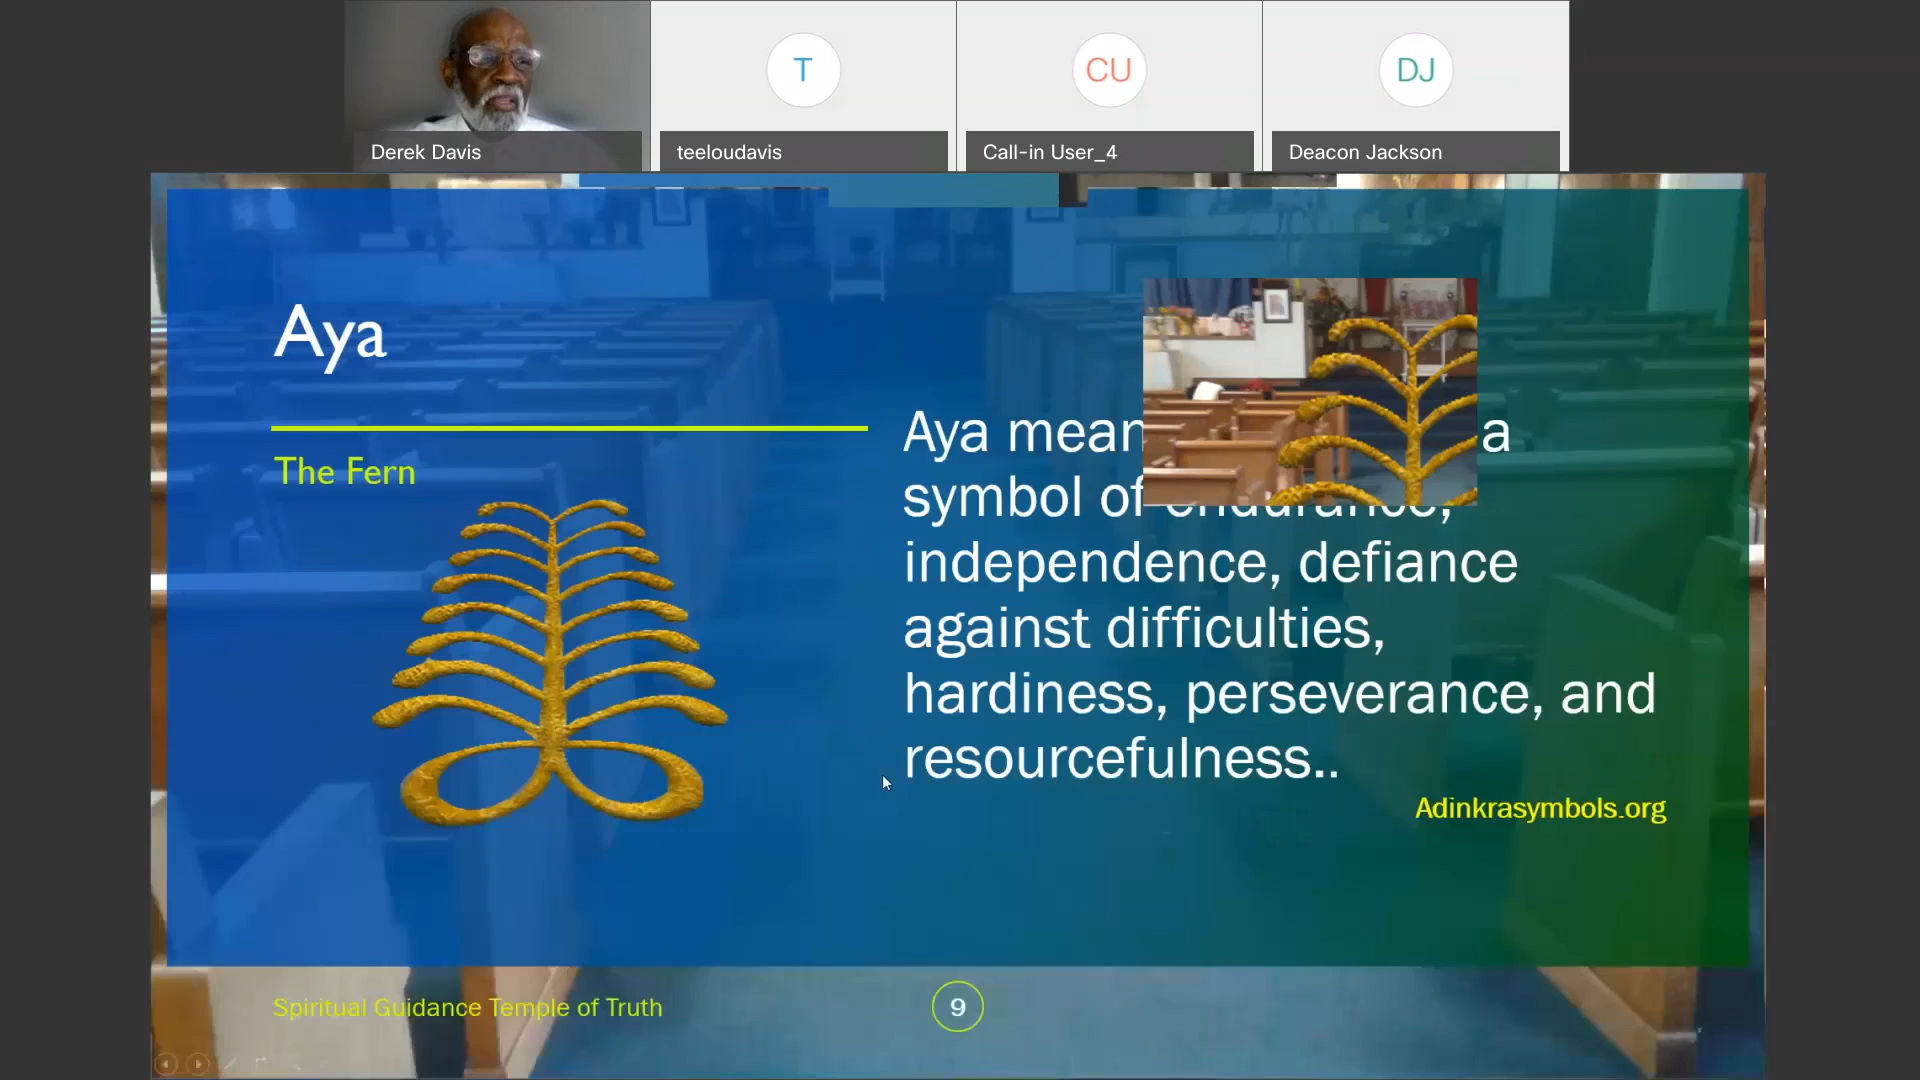 T
CU
DJ
Derek Davis
teeloudavis
Call-in User_4
Deacon Jackson
Aya
The Fern
Aya mean a
symbol of endurance,
independence, defiance
against difficulties,
hardiness, perseverance, and
resourcefulness..
Adinkrasymbols.org
Spiritual Guidance Temple of Truth
9